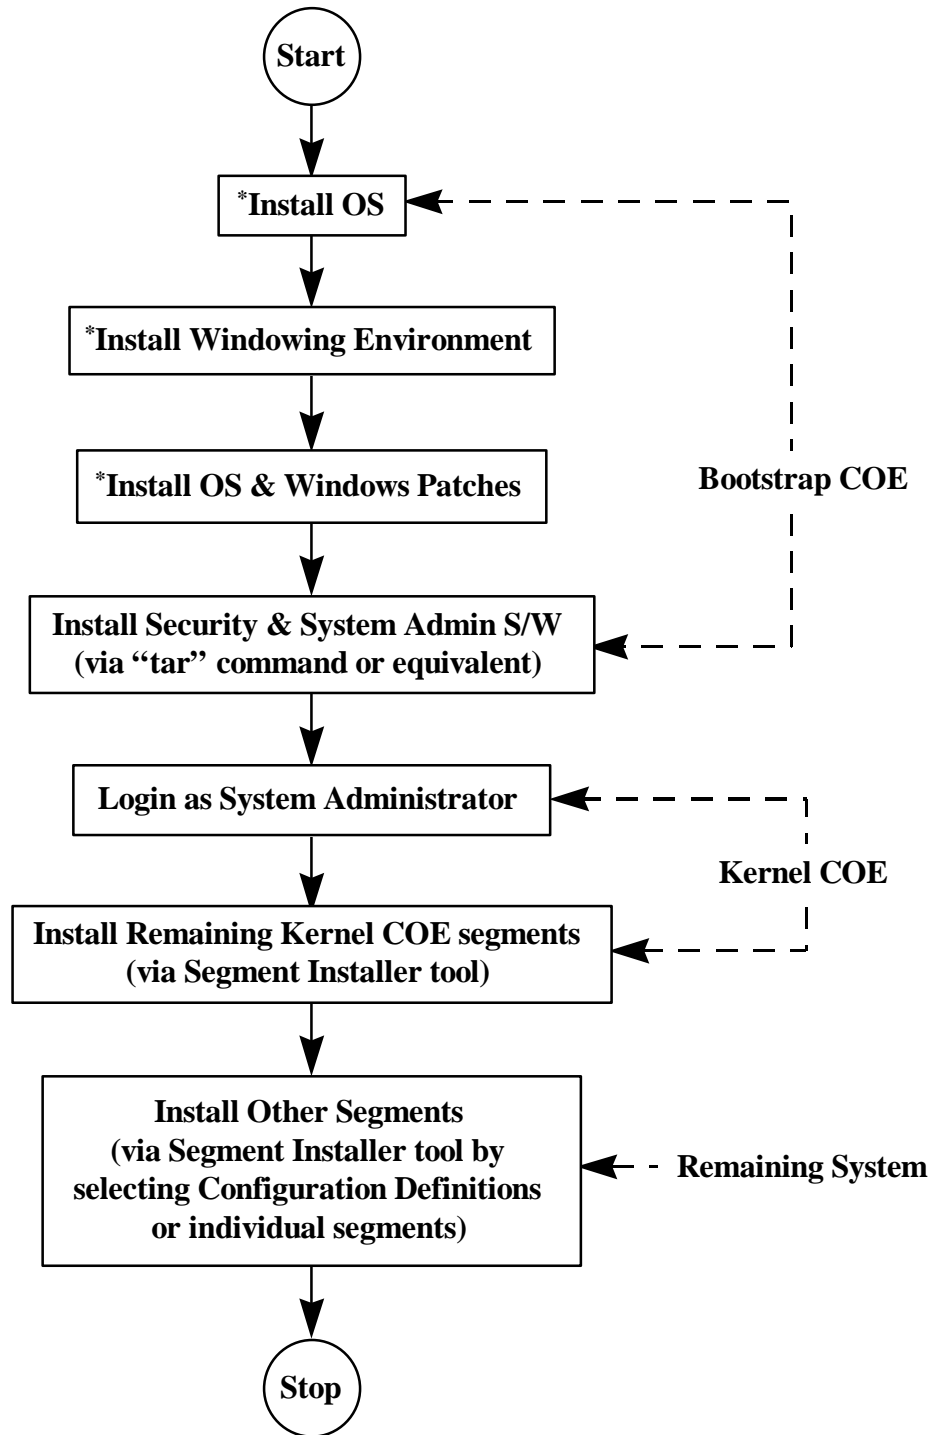 Start
*Install OS
*Install Windowing Environment
*Install OS & Windows Patches
Bootstrap COE
Install Security & System Admin S/W
(via “tar” command or equivalent)
Login as System Administrator
Kernel COE
Install Remaining Kernel COE segments
(via Segment Installer tool)
Install Other Segments
(via Segment Installer tool by
selecting Configuration Definitions
or individual segments)
Remaining System
Stop